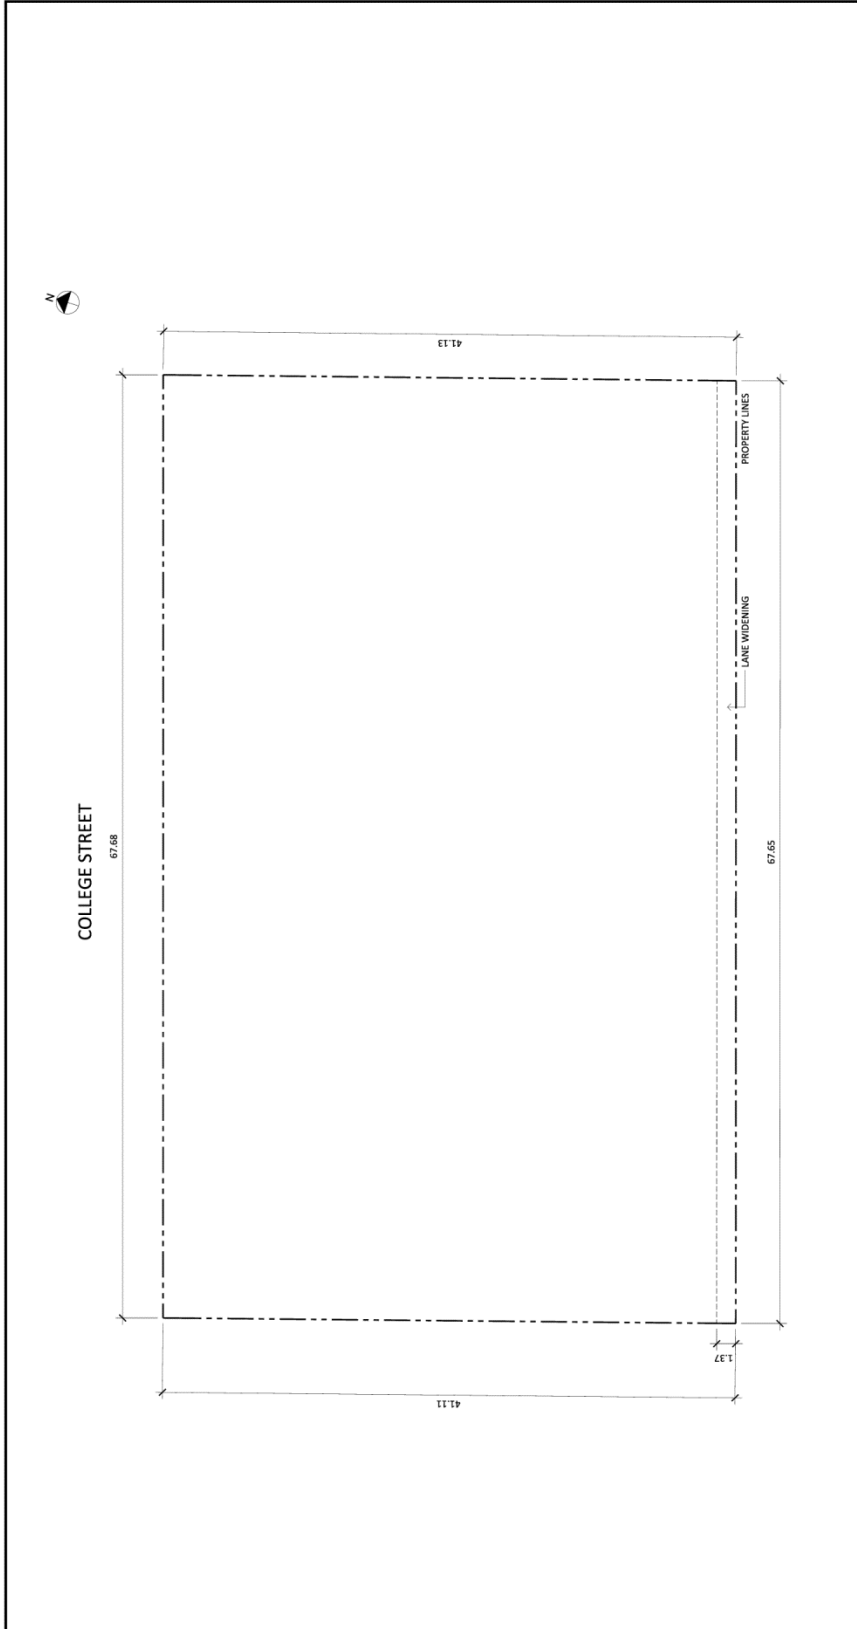 N
COLLEGE STREET
67.68
41.13
41.11
1.37
LANE WIDENING
PROPERTY LINES
67.65